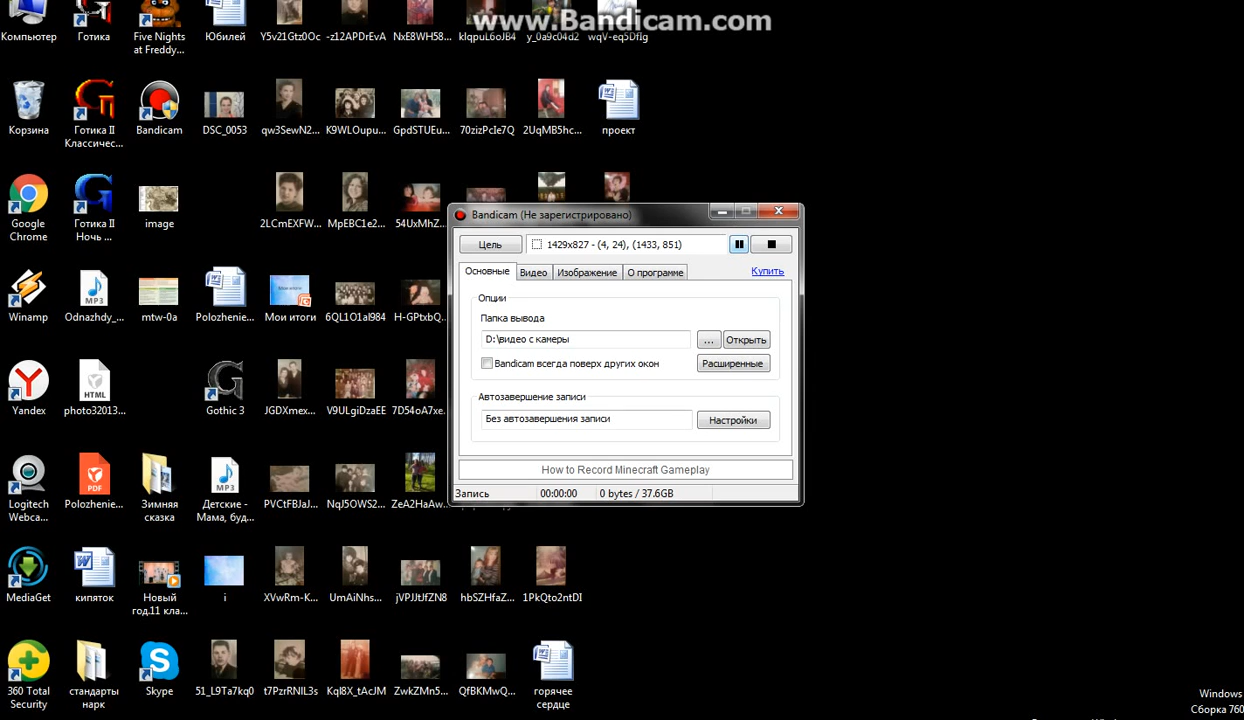 www.Bandicam.com
Компьютер
Готика
Five Nights
at Freddy...
Юбилей
Y5v21Gtz0Oc
-z12APDrEvA
NxE8WH58...
kIqpuL6oJB4
y_0a9c04d2
wqV-eq5Dflg
Корзина
Готика II
Классичес...
Bandicam
DSC_0053
qw3SewN2...
K9WLOupu...
GpdSTUEu...
70zizPcIe7Q
2UqMB5hc...
проект
Google
Chrome
Готика II
Ночь ...
image
2LCmEXFW...
MpEBC1e2...
54UxMhZ...
Bandicam (Не зарегистрировано)
Цель
1429x827 - (4, 24), (1433, 851)
Основные
Видео
Изображение
О программе
Купить
Опции
Папка вывода
D:\видео с камеры
...
Открыть
Bandicam всегда поверх других окон
Расширенные
Автозавершение записи
Без автозавершения записи
Настройки
How to Record Minecraft Gameplay
Запись
00:00:00
0 bytes / 37.6GB
Winamp
Odnazhdy_...
mtw-0a
Polozhenie...
Мои итоги
6QL1O1al984
H-GPtxbQ...
Yandex
photo32013...
Gothic 3
JGDXmex...
V9ULgiDzaEE
7D54oA7xe...
Logitech
Webca...
Polozhenie...
Зимняя
сказка
Детские -
Мама, буд...
PVCtFBJaJ...
NqJ5OWS2...
ZeA2HaAw...
MediaGet
кипяток
Новый
год.11 кла...
i
XVwRm-K...
UmAiNhs...
jVPJJtJfZN8
hbSZHfaZ...
1PkQto2ntDI
360 Total
Security
стандарты
нарк
Skype
51_L9Ta7kq0
t7PzrRNIL3s
KqI8X_tAcJM
ZwkZMn5...
QfBKMwQ...
горячее
сердце
Windows
Сборка 760